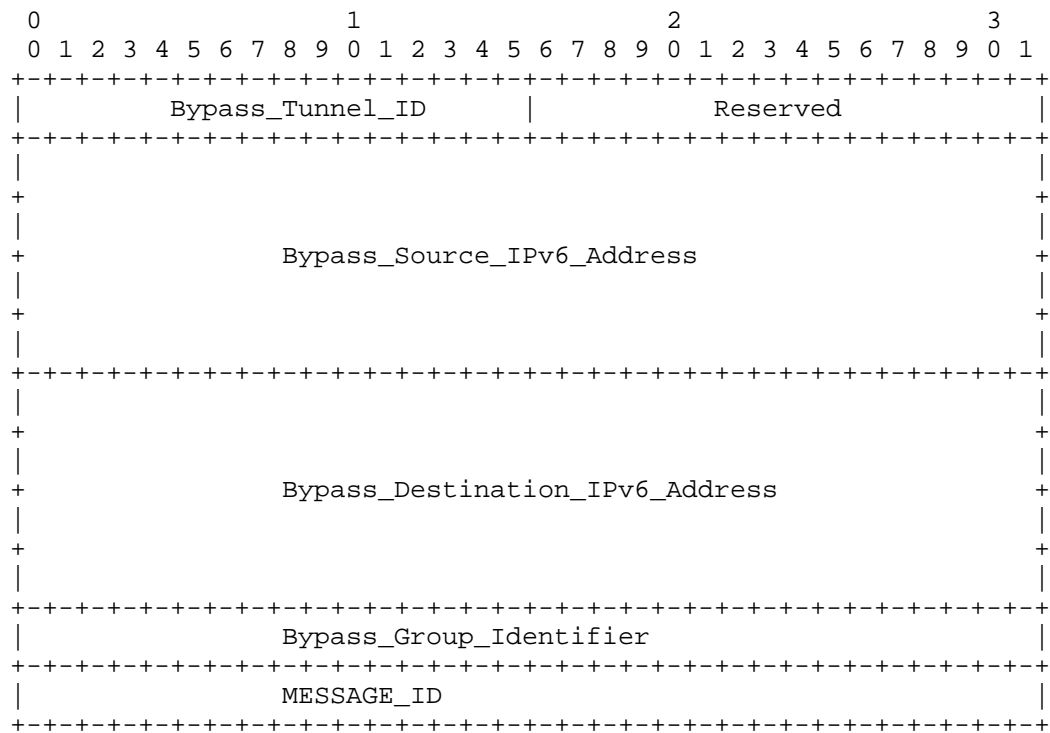 0                   1                   2                   3
0 1 2 3 4 5 6 7 8 9 0 1 2 3 4 5 6 7 8 9 0 1 2 3 4 5 6 7 8 9 0 1
+-+-+-+-+-+-+-+-+-+-+-+-+-+-+-+-+-+-+-+-+-+-+-+-+-+-+-+-+-+-+-+-+
|         Bypass_Tunnel_ID      |           Reserved            |
+-+-+-+-+-+-+-+-+-+-+-+-+-+-+-+-+-+-+-+-+-+-+-+-+-+-+-+-+-+-+-+-+
|                                                               |
+                                                               +
|                                                               |
+                Bypass_Source_IPv6_Address                     +
|                                                               |
+                                                               +
|                                                               |
+-+-+-+-+-+-+-+-+-+-+-+-+-+-+-+-+-+-+-+-+-+-+-+-+-+-+-+-+-+-+-+-+
|                                                               |
+                                                               +
|                                                               |
+                Bypass_Destination_IPv6_Address                +
|                                                               |
+                                                               +
|                                                               |
+-+-+-+-+-+-+-+-+-+-+-+-+-+-+-+-+-+-+-+-+-+-+-+-+-+-+-+-+-+-+-+-+
|                Bypass_Group_Identifier                        |
+-+-+-+-+-+-+-+-+-+-+-+-+-+-+-+-+-+-+-+-+-+-+-+-+-+-+-+-+-+-+-+-+
|                MESSAGE_ID                                     |
+-+-+-+-+-+-+-+-+-+-+-+-+-+-+-+-+-+-+-+-+-+-+-+-+-+-+-+-+-+-+-+-+